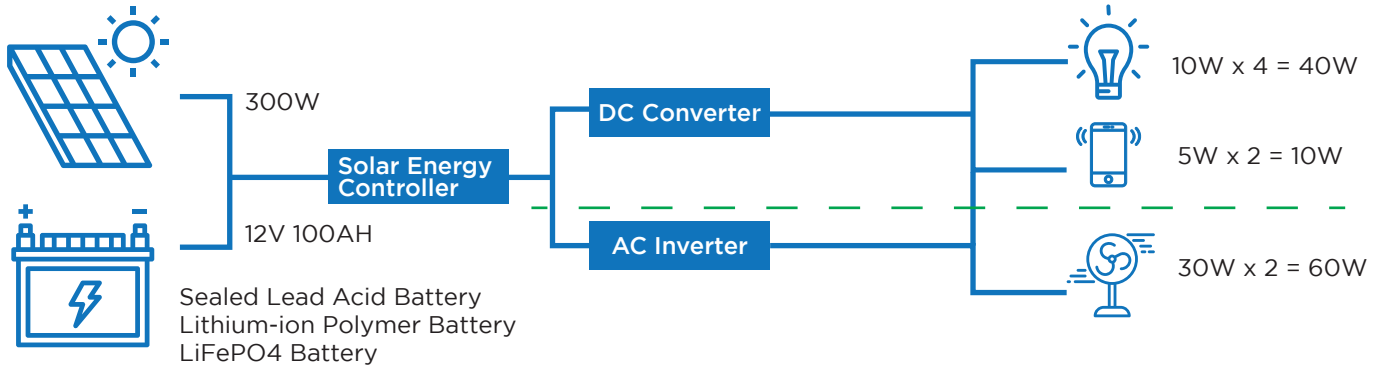 300W
12V 100AH
Sealed Lead Acid Battery
Lithium-ion Polymer Battery
LiFePO4 Battery
Solar Energy
Controller
DC Converter
AC Inverter
10W x 4 = 40W
5W x 2 = 10W
30W x 2 = 60W